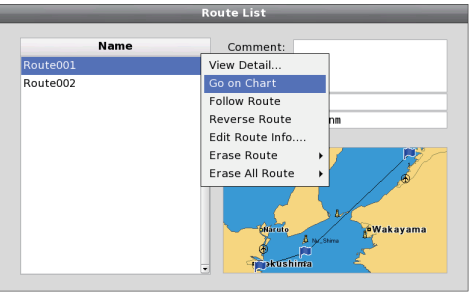 Route List
Name
Comment:
Route001
Route002
View Detail...
Go on Chart
Follow Route
Reverse Route
nm
Edit Route Info....
Erase Route
Erase All Route
Naruto
Wakayama
Nu_Shima
kushima